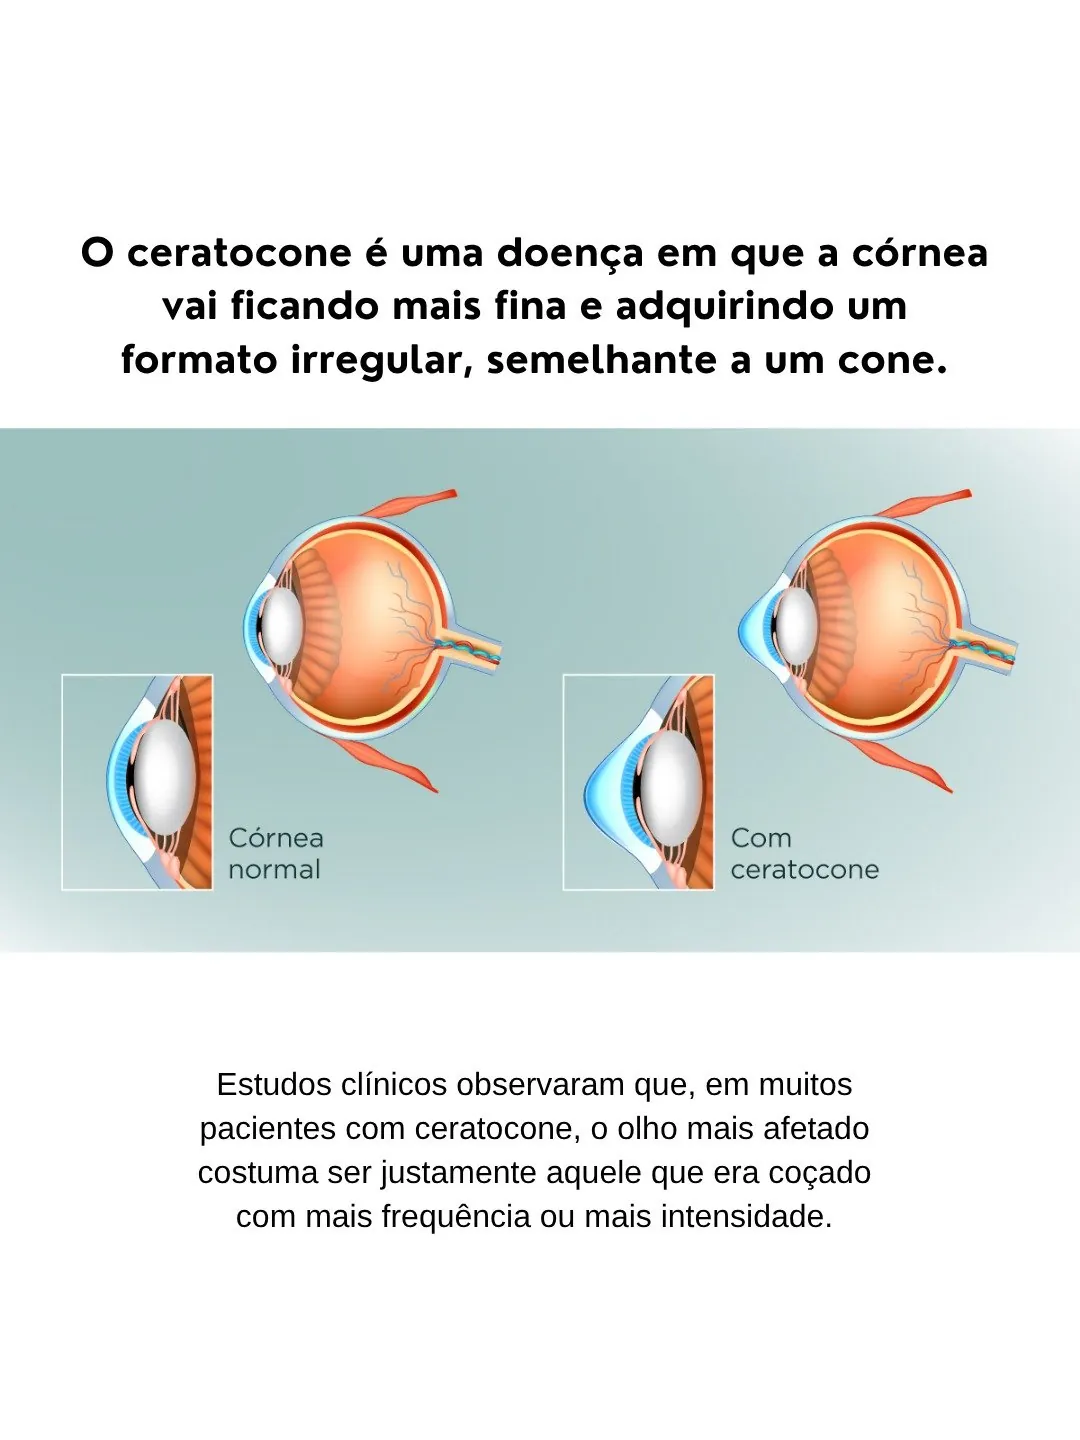 O ceratocone é uma doença em que a córnea
vai ficando mais fina e adquirindo um
formato irregular, semelhante a um cone.
Córnea
normal
Com
ceratocone
Estudos clínicos observaram que, em muitos
pacientes com ceratocone, o olho mais afetado
costuma ser justamente aquele que era coçado
com mais frequência ou mais intensidade.